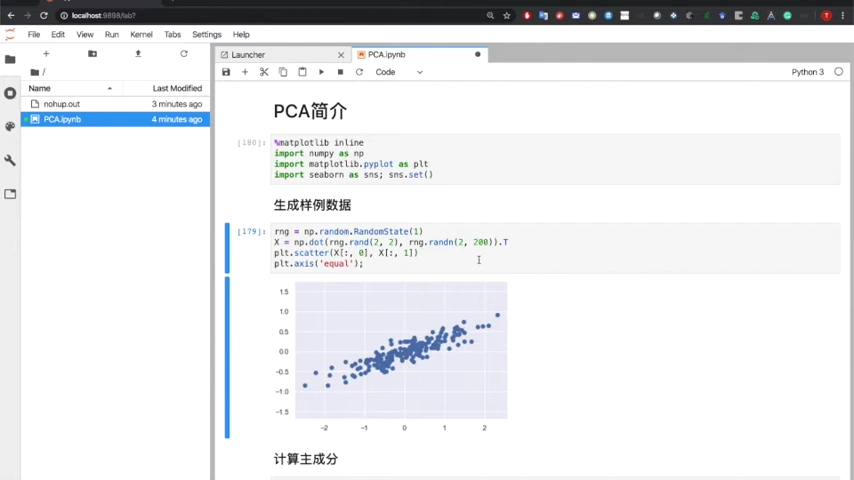 localhost:9898/lab?
File Edit View Run Kernel Tabs Settings Help
Launcher
PCA.ipynb
Code
Python 3
/
Name Last Modified
nohup.out 3 minutes ago
PCA.ipynb 4 minutes ago
PCA简介
[180]:
%matplotlib inline
import numpy as np
import matplotlib.pyplot as plt
import seaborn as sns; sns.set()
生成样例数据
[179]:
rng = np.random.RandomState(1)
X = np.dot(rng.rand(2, 2), rng.randn(2, 200)).T
plt.scatter(X[:, 0], X[:, 1])
plt.axis('equal');
1.5
1.0
0.5
0.0
-0.5
-1.0
-1.5
-2 -1 0 1 2
计算主成分